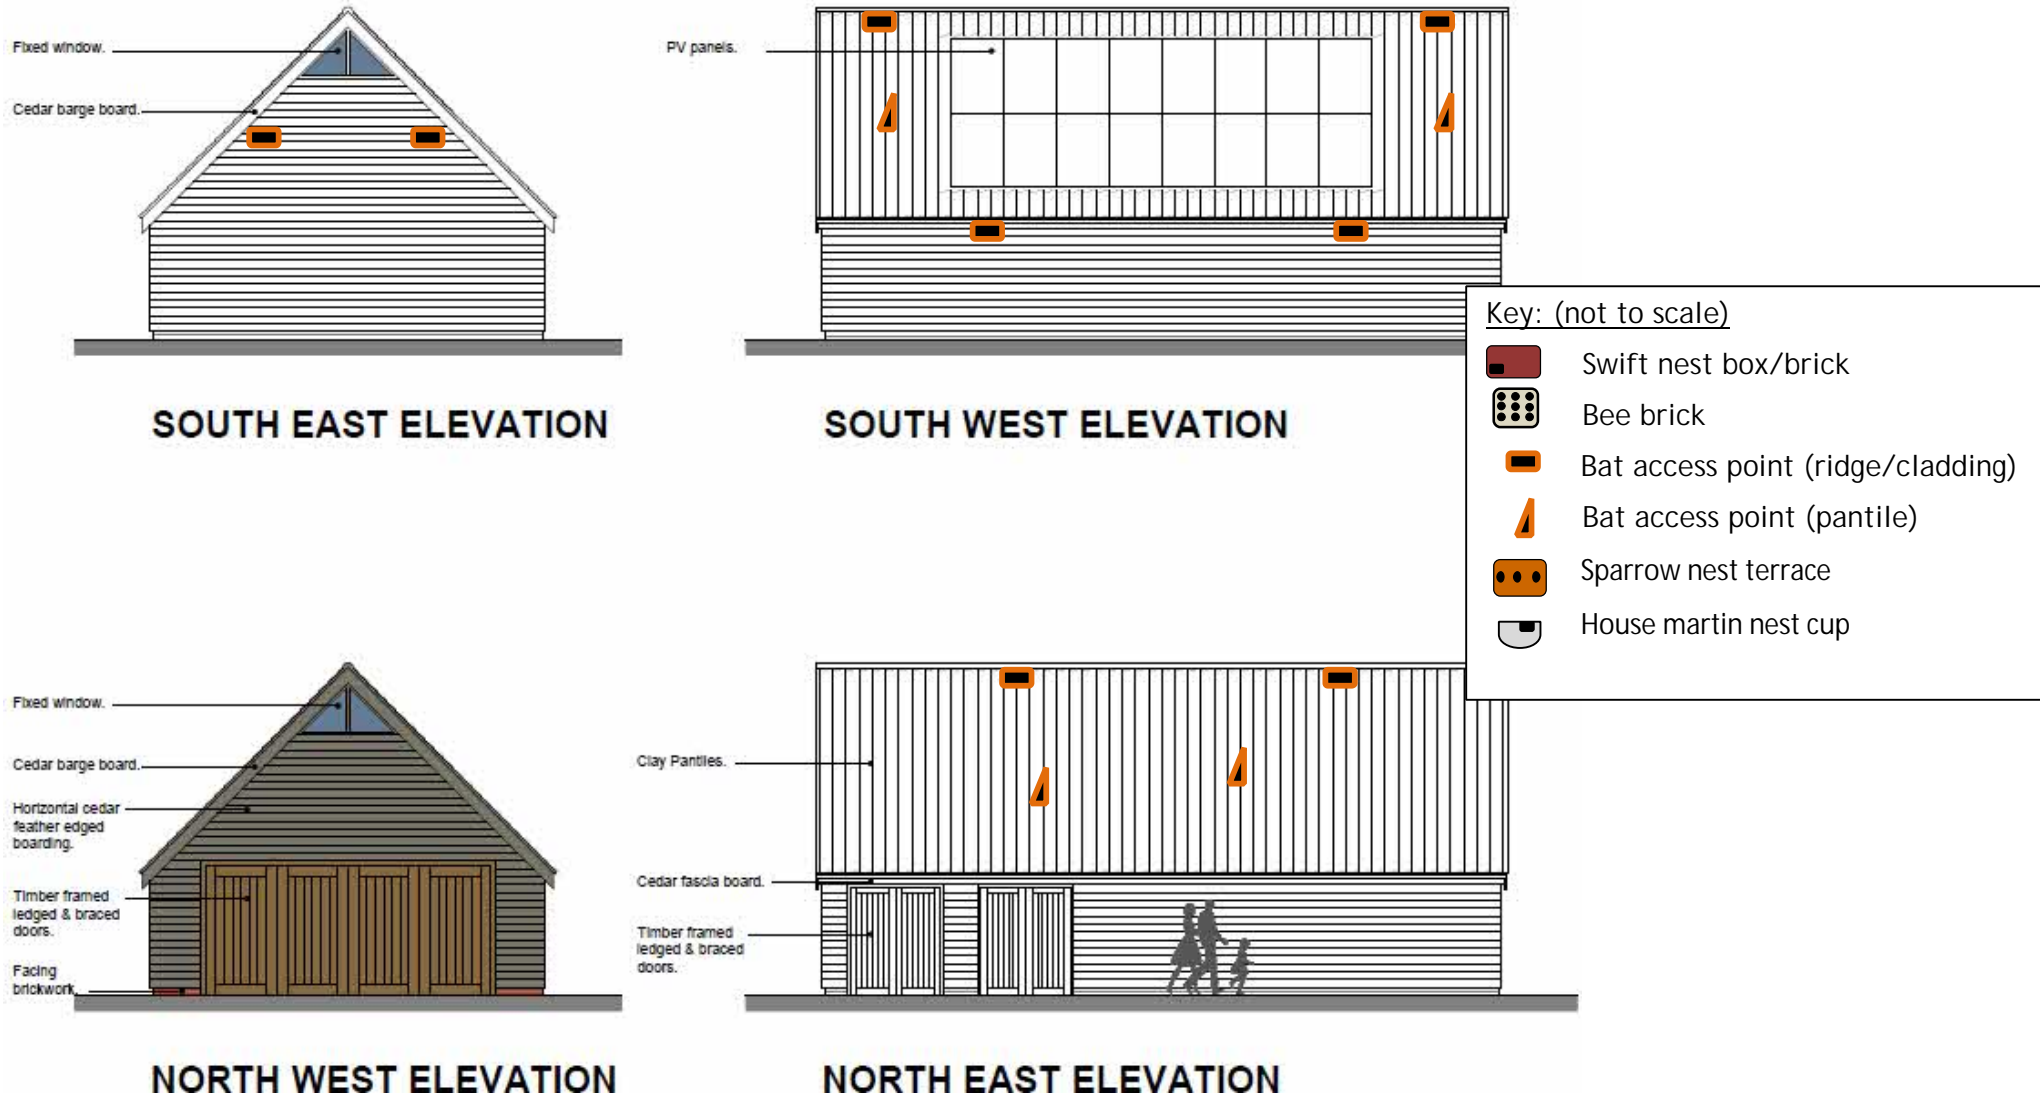 Fixed window.
Cedar barge board.
SOUTH EAST ELEVATION
PV panels.
SOUTH WEST ELEVATION
Key: (not to scale)
Swift nest box/brick
Bee brick
Bat access point (ridge/cladding)
Bat access point (pantile)
Sparrow nest terrace
House martin nest cup
Fixed window.
Cedar barge board.
Horizontal cedar
feather edged
boarding.
Timber framed
ledged & braced
doors.
Facing
brickwork.
NORTH WEST ELEVATION
Clay Pantiles.
Cedar fascia board.
Timber framed
ledged & braced
doors.
NORTH EAST ELEVATION